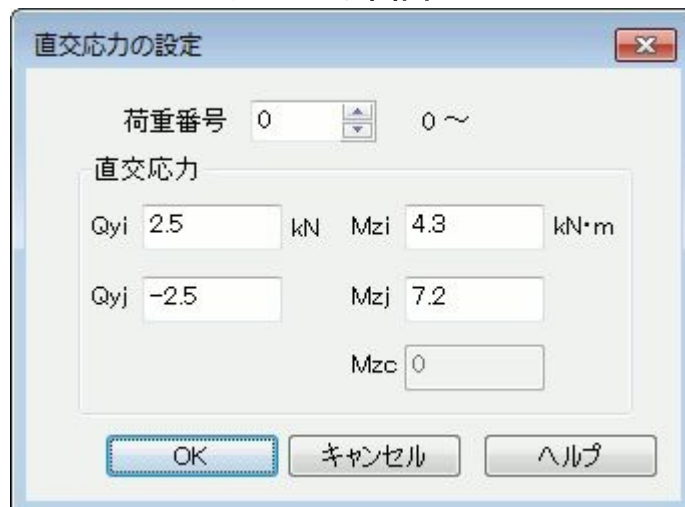 直交応力の設定
荷重番号 0 0～
直交応力
Qyi 2.5 kN Mzi 4.3 kN・m
Qyj -2.5 Mzj 7.2
Mzc 0
OK キャンセル ヘルプ